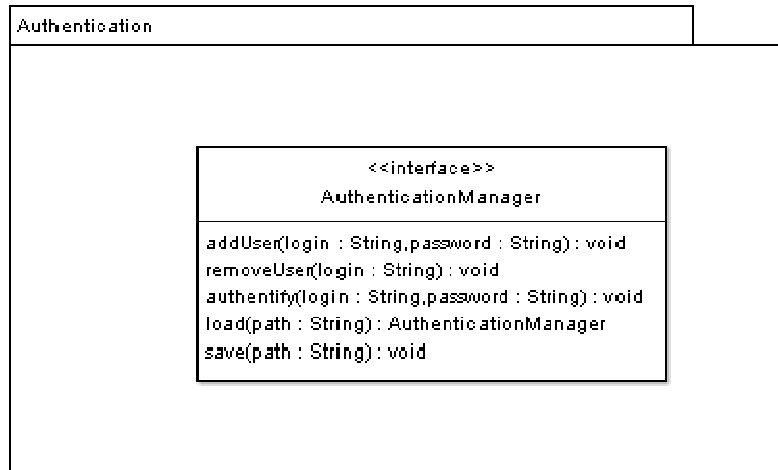 Authentication
<<interface>>
AuthenticationManager
addUser(login : String,password : String) : void
removeUser(login : String) : void
authentify(login : String,password : String) : void
load(path : String) : AuthenticationManager
save(path : String) : void